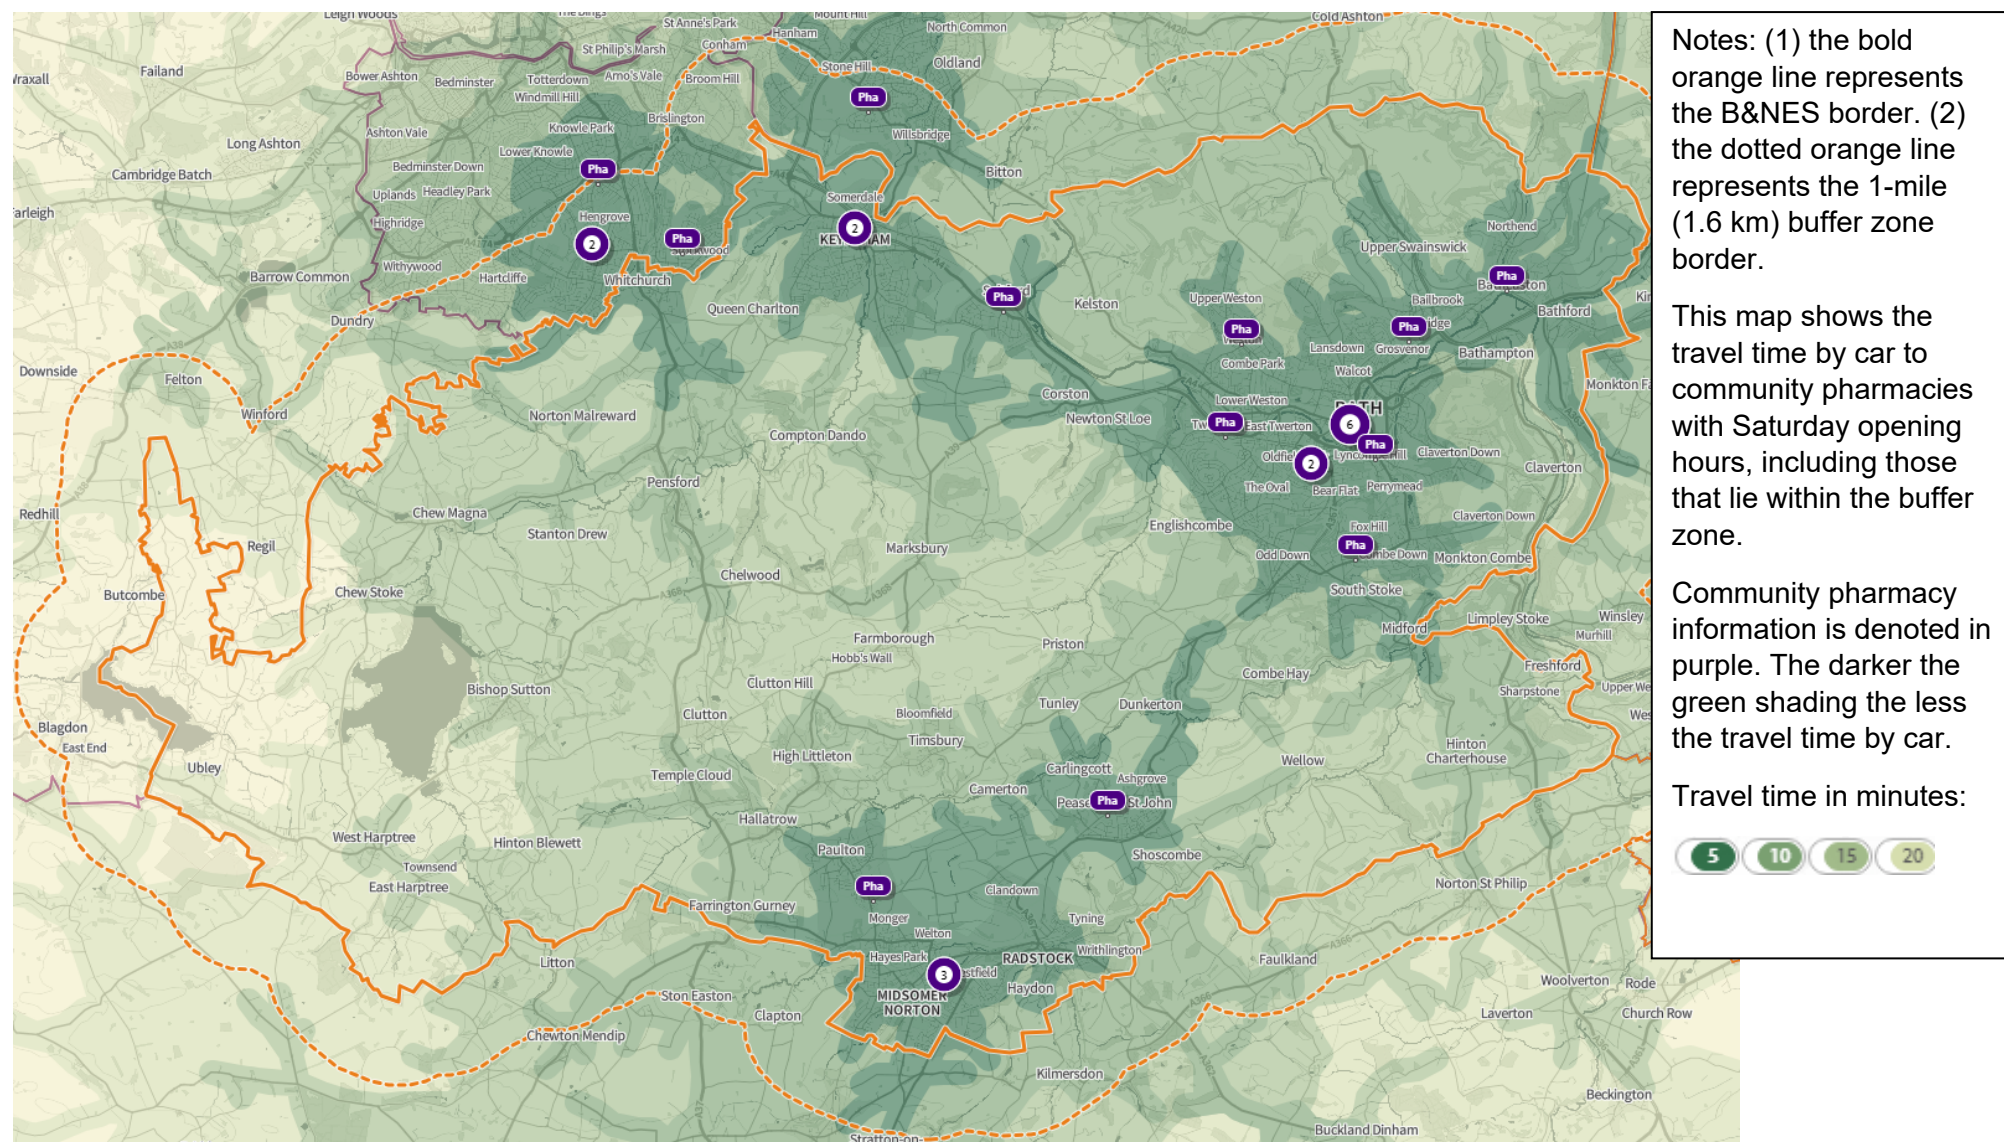 Leigh Woods
The Dings
St Anne's Park
Mount Hill
North Common
Cold Ashton
Hanham
St Philip's Marsh
Conham
Stone Hill
Oldland
Failand
Bower Ashton
Bedminster
Totterdown
Arno's Vale
Broom Hill
Windmill Hill
Pha
Brislington
Knowle Park
Willsbridge
Ashton Vale
Long Ashton
Lower Knowle
Bedminster Down
Pha
Bitton
Cambridge Batch
Uplands
Headley Park
Somerdale
Highridge
Hengrove
2
Pha
2
Northend
Upper Swainswick
Withywood
Hartcliffe
Whitchurch
Barrow Common
Pha
Pha
Kelston
Upper Weston
Bailbrook
Queen Charlton
Bathford
Dundry
Pha
Pha
Lansdown
Grosvenor
Bathampton
Combe Park
Walcot
Downside
Felton
Corston
Lower Weston
Winford
Norton Malreward
Newton St Loe
Pha
East Twerton
6
Pha
Compton Dando
Claverton Down
2
Claverton
Pensford
The Oval
Bear Flat
Perrymead
Redhill
Chew Magna
Stanton Drew
Englishcombe
Fox Hill
Claverton Down
Regil
Marksbury
Odd Down
Pha
Monkton Combe
Chelwood
A368
A368
Butcombe
Chew Stoke
South Stoke
Limpley Stoke
Winsley
Midford
Murhill
Farmborough
Priston
Hobb's Wall
Freshford
Combe Hay
Clutton Hill
Bishop Sutton
Sharpstone
Clutton
Bloomfield
Tunley
Dunkerton
Blagdon
East End
Timsbury
High Littleton
Hinton
Charterhouse
Ubley
Temple Cloud
Carlingcott
Ashgrove
Wellow
Camerton
Pha
St John
Hallatrow
West Harptree
Hinton Blewett
Paulton
Shoscombe
Townsend
East Harptree
Pha
Clandown
Norton St Philip
Farrington Gurney
Monger
Tyning
Welton
Writhlington
Litton
Hayes Park
RADSTOCK
Faulkland
A366
3
Haydon
Ston Easton
MIDSOMER
NORTON
Woolverton
Rode
Clapton
Laverton
Church Row
Chewton Mendip
Kilmersdon
Beckington
Buckland Dinham
Stratton-on-
Notes: (1) the bold
orange line represents
the B&NES border. (2)
the dotted orange line
represents the 1-mile
(1.6 km) buffer zone
border.
This map shows the
travel time by car to
community pharmacies
with Saturday opening
hours, including those
that lie within the buffer
zone.
Community pharmacy
information is denoted in
purple. The darker the
green shading the less
the travel time by car.
Travel time in minutes:
5 10 15 20